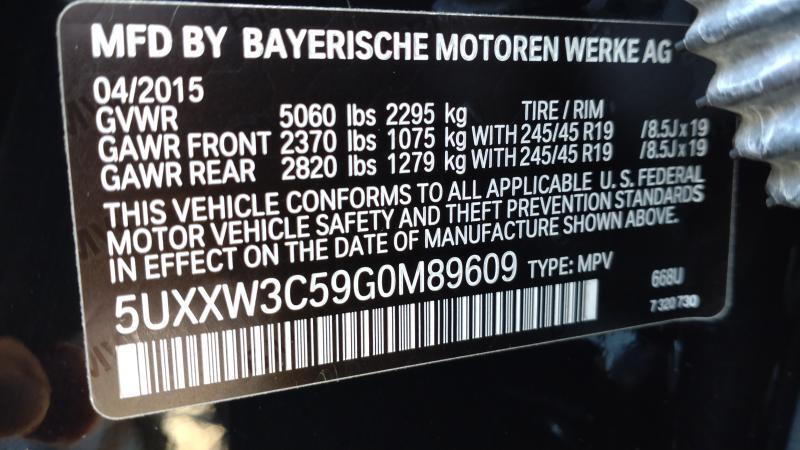 MFD BY BAYERISCHE MOTOREN WERKE AG
04/2015
GVWR 5060 lbs 2295 kg TIRE / RIM
GAWR FRONT 2370 lbs 1075 kg WITH 245/45 R19 /8.5J x 19
GAWR REAR 2820 lbs 1279 kg WITH 245/45 R19 /8.5J x 19
THIS VEHICLE CONFORMS TO ALL APPLICABLE U. S. FEDERAL
MOTOR VEHICLE SAFETY AND THEFT PREVENTION STANDARDS
IN EFFECT ON THE DATE OF MANUFACTURE SHOWN ABOVE.
5UXXW3C59G0M89609 TYPE: MPV 668U
7 320 730